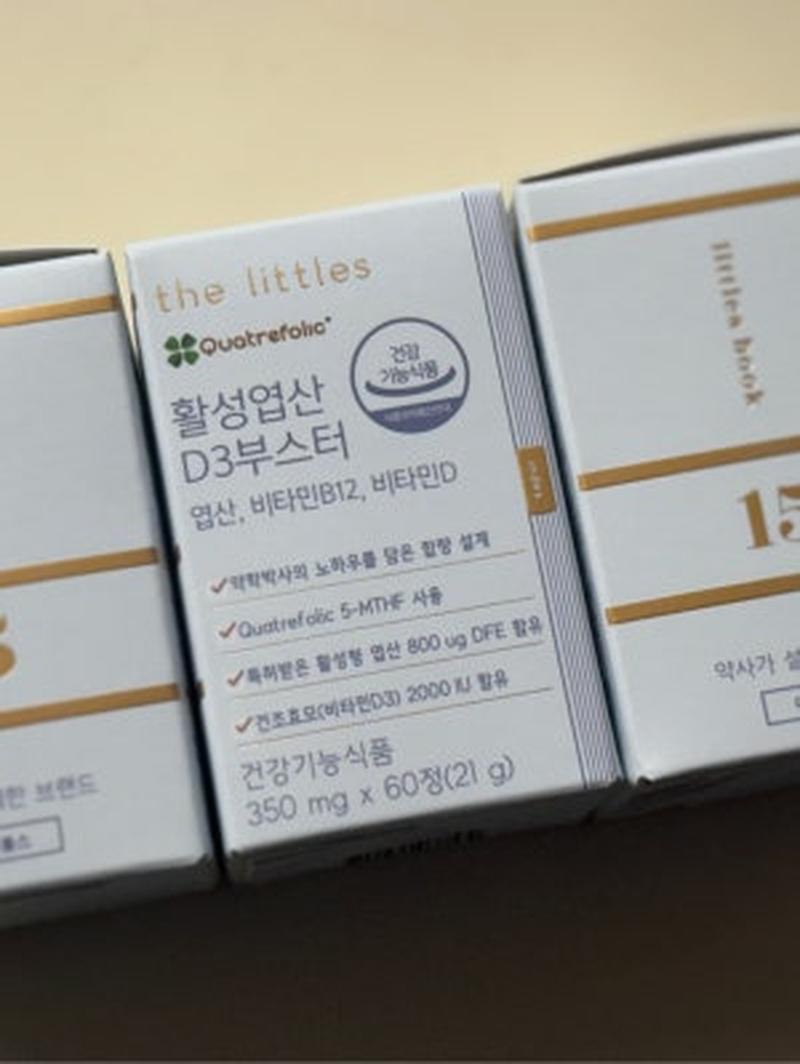 the littles
Quatrefolic
건강
기능식품
활성엽산
D3부스터
엽산, 비타민B12, 비타민D
약학박사의 노하우를 담은 함량 설계
Quatrefolic 5-MTHF 사용
특허받은 활성형 엽산 800 ug DFE 함유
건조효모(비타민D3) 2000 IU 함유
건강기능식품
350 mg x 60정(21 g)
littles book
15
약사가
브랜드